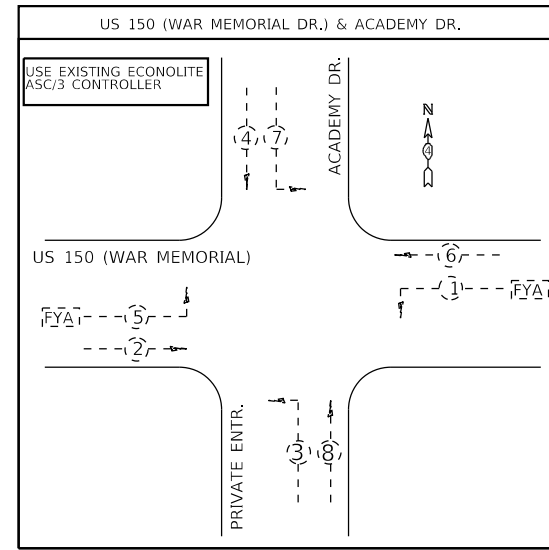 US 150 (WAR MEMORIAL DR.) & ACADEMY DR.
USE EXISTING ECONOLITE
ASC/3 CONTROLLER
ACADEMY DR.
N
4
4
7
US 150 (WAR MEMORIAL)
6
1
FYA
FYA
5
2
PRIVATE ENTR.
3
8